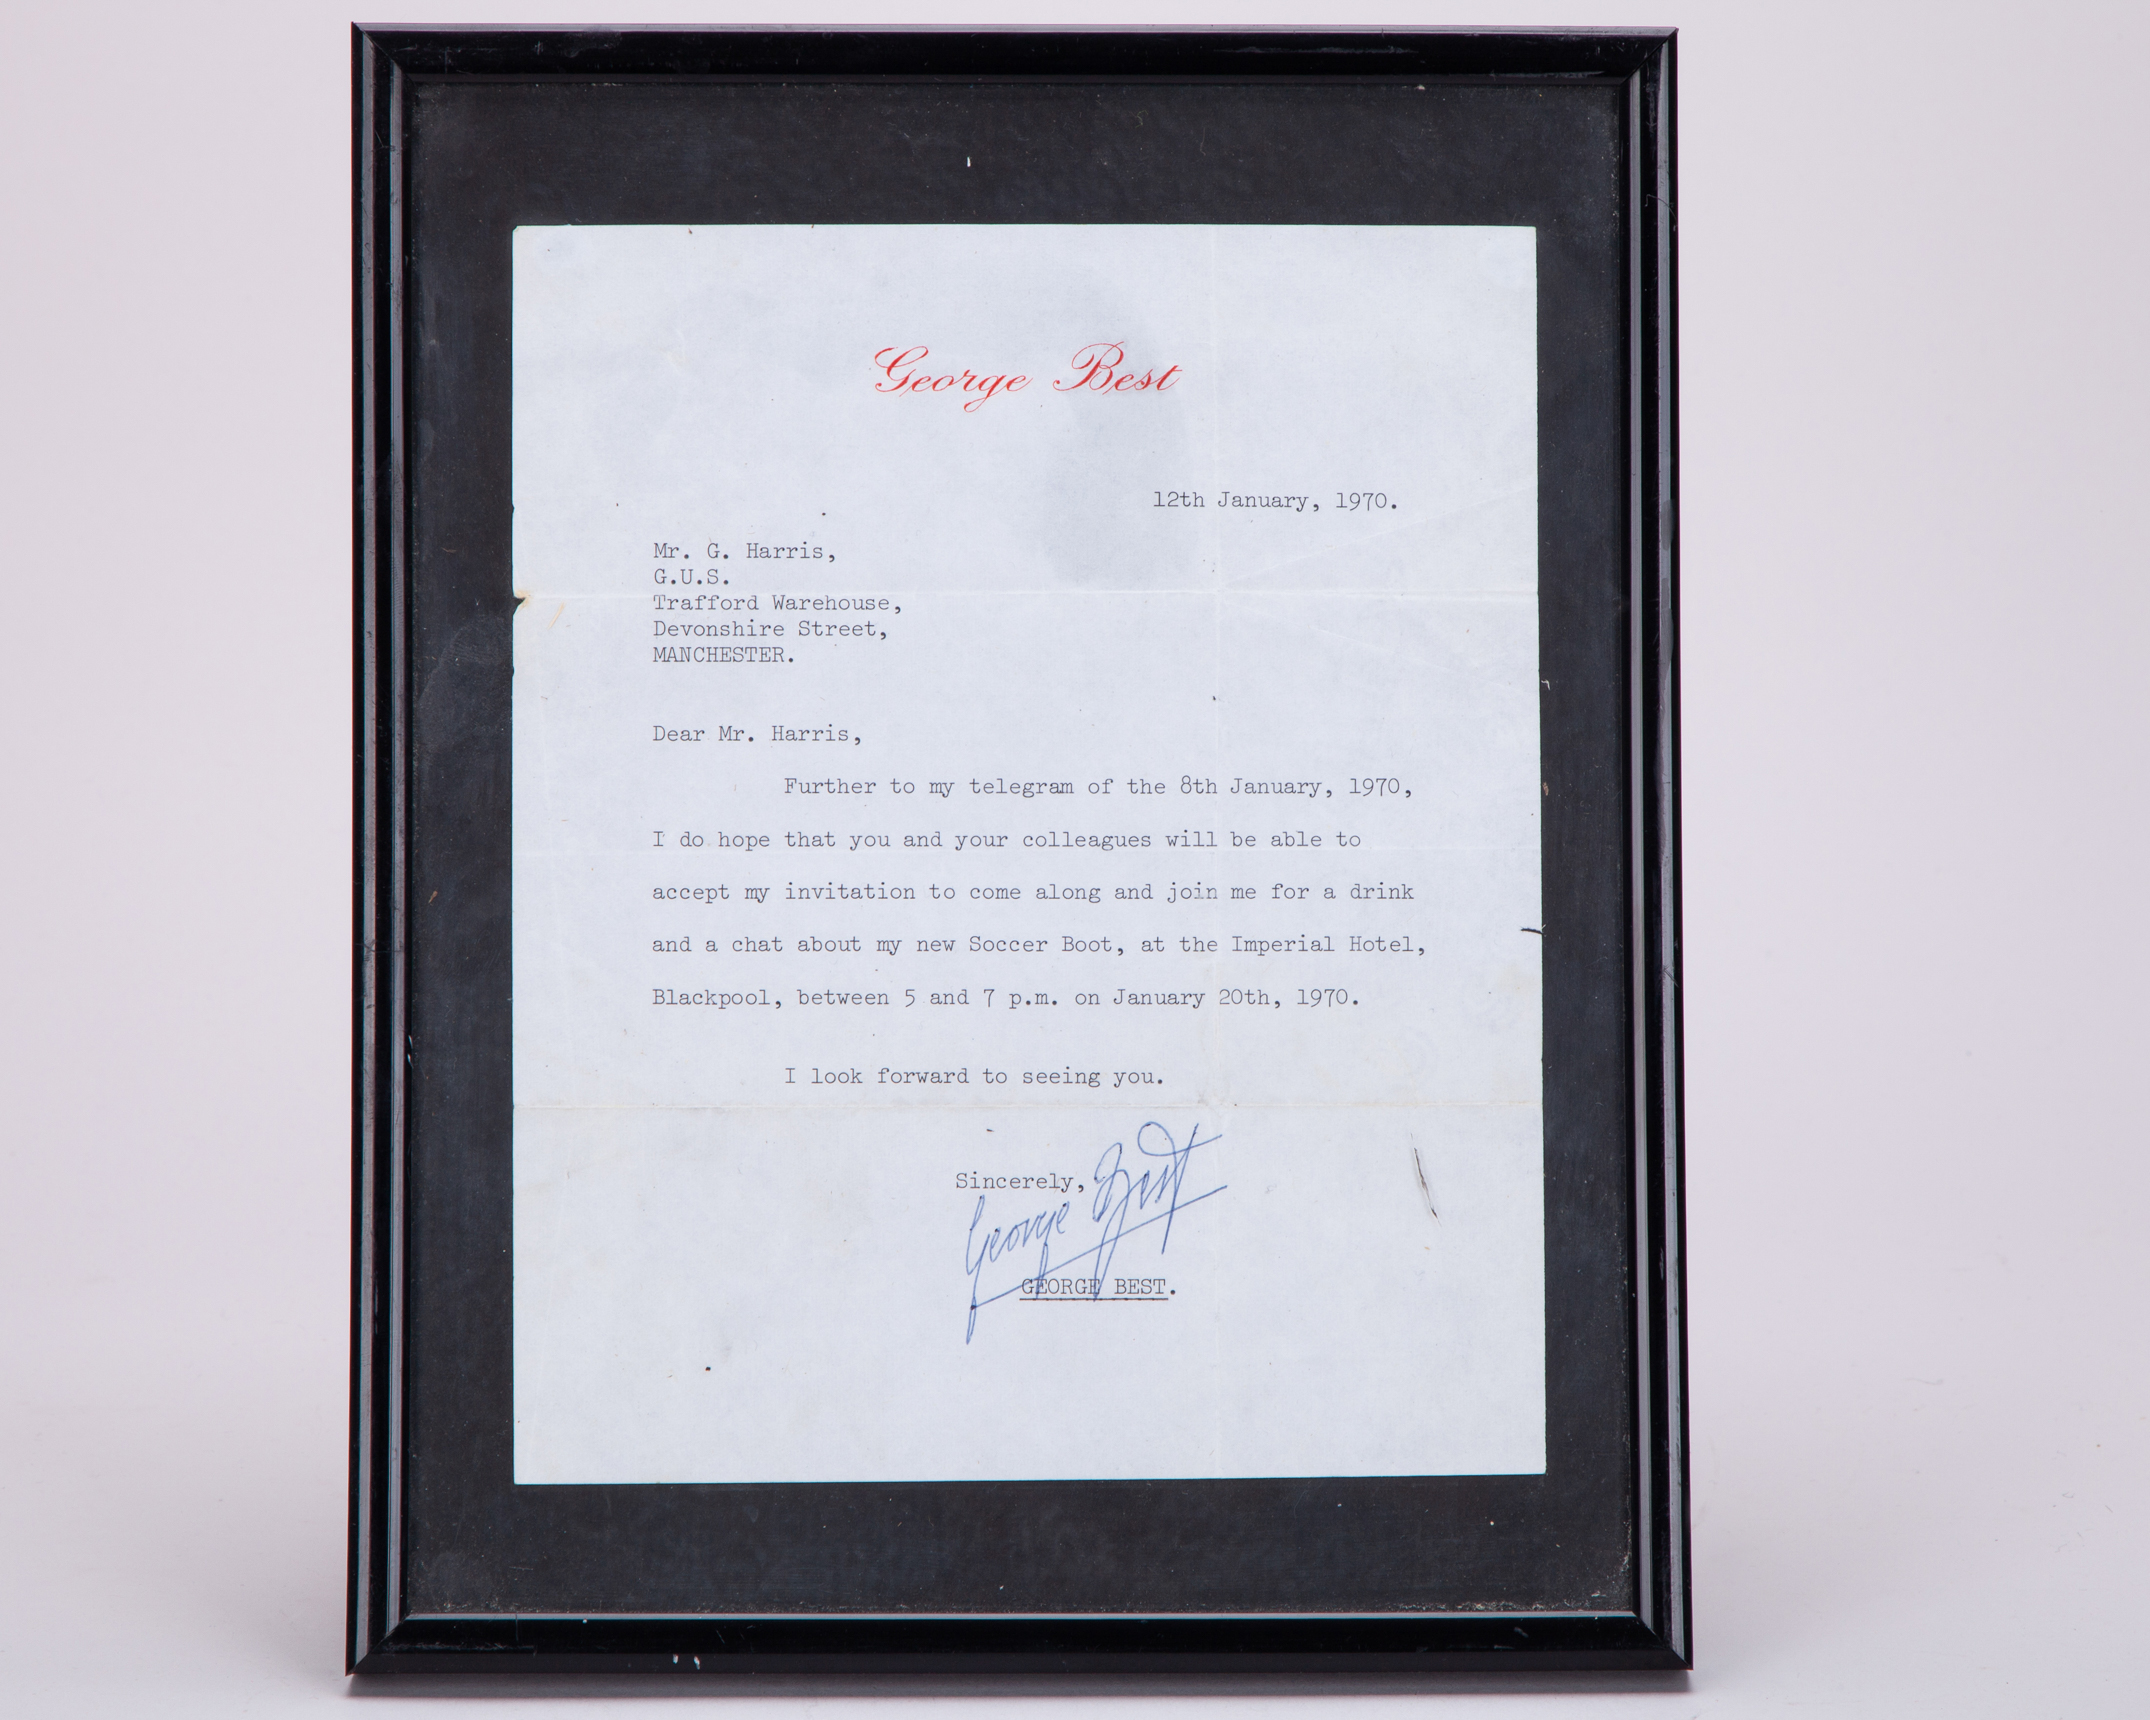 George Best
12th January, 1970.
Mr. G. Harris,
G.U.S.
Trafford Warehouse,
Devonshire Street,
MANCHESTER.
Dear Mr. Harris,
Further to my telegram of the 8th January, 1970,
I do hope that you and your colleagues will be able to
accept my invitation to come along and join me for a drink
and a chat about my new Soccer Boot, at the Imperial Hotel,
Blackpool, between 5 and 7 p.m. on January 20th, 1970.
I look forward to seeing you.
Sincerely,
George Best
GEORGE BEST.